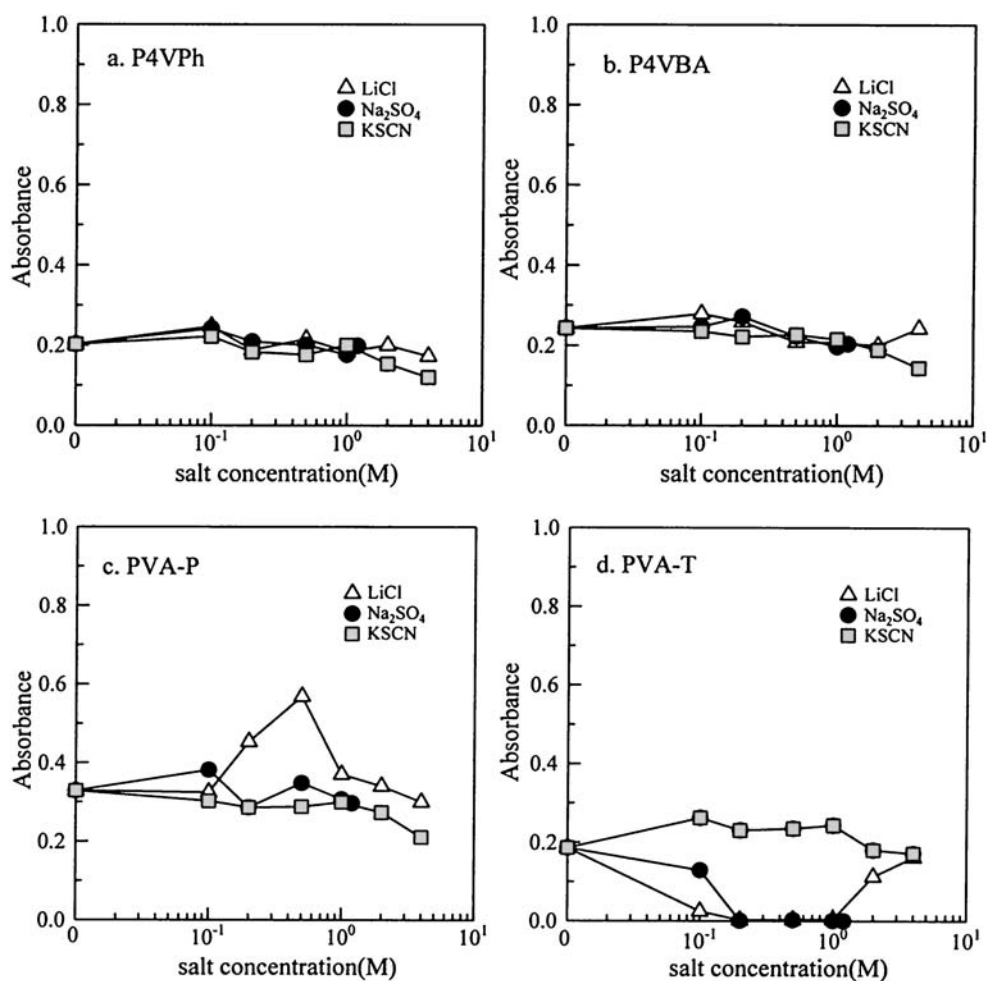 a. P4VPh
LiCl
Na₂SO₄
KSCN
Absorbance
1.0
0.8
0.6
0.4
0.2
0.0
0
10⁻¹
10⁰
10¹
salt concentration(M)
b. P4VBA
LiCl
Na₂SO₄
KSCN
Absorbance
1.0
0.8
0.6
0.4
0.2
0.0
0
10⁻¹
10⁰
10¹
salt concentration(M)
c. PVA-P
LiCl
Na₂SO₄
KSCN
Absorbance
1.0
0.8
0.6
0.4
0.2
0.0
0
10⁻¹
10⁰
10¹
salt concentration(M)
d. PVA-T
LiCl
Na₂SO₄
KSCN
Absorbance
1.0
0.8
0.6
0.4
0.2
0.0
0
10⁻¹
10⁰
10¹
salt concentration(M)